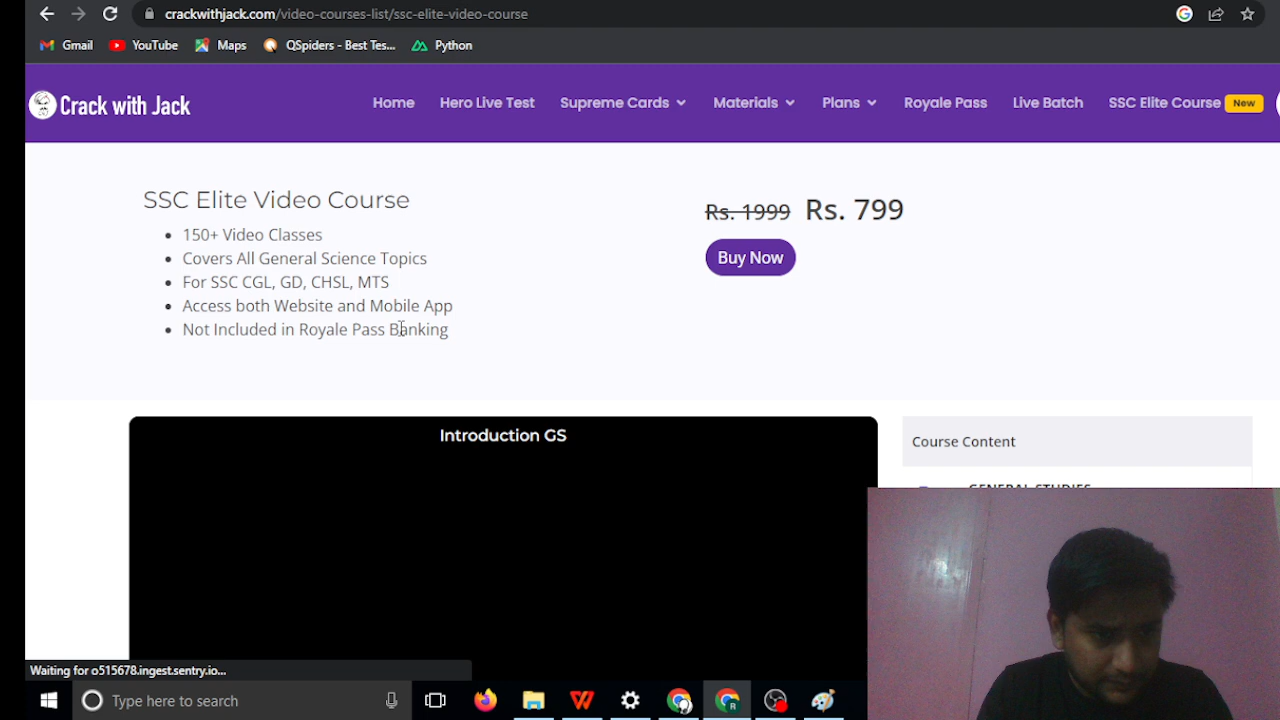 crackwithjack.com/video-courses-list/ssc-elite-video-course
Gmail YouTube Maps QSpiders - Best Tes... Python
Crack with Jack Home Hero Live Test Supreme Cards Materials Plans Royale Pass Live Batch SSC Elite Course New
SSC Elite Video Course
Rs. 1999 Rs. 799
150+ Video Classes
Buy Now
Covers All General Science Topics
For SSC CGL, GD, CHSL, MTS
Access both Website and Mobile App
Not Included in Royale Pass Banking
Introduction GS
Course Content
GENERAL STUDIES
Waiting for o515678.ingest.sentry.io...
Type here to search